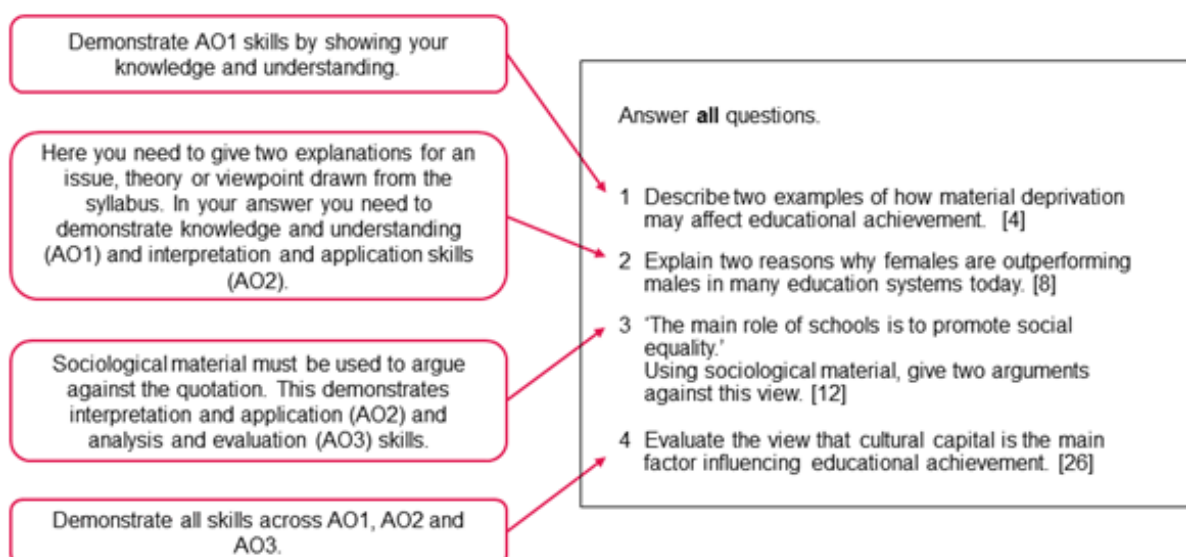 Demonstrate AO1 skills by showing your
knowledge and understanding.
Here you need to give two explanations for an
issue, theory or viewpoint drawn from the
syllabus. In your answer you need to
demonstrate knowledge and understanding
(AO1) and interpretation and application skills
(AO2).
Sociological material must be used to argue
against the quotation. This demonstrates
interpretation and application (AO2) and
analysis and evaluation (AO3) skills.
Demonstrate all skills across AO1, AO2 and
AO3.
Answer all questions.
1 Describe two examples of how material deprivation
may affect educational achievement. [4]
2 Explain two reasons why females are outperforming
males in many education systems today. [8]
3 'The main role of schools is to promote social
equality.'
Using sociological material, give two arguments
against this view. [12]
4 Evaluate the view that cultural capital is the main
factor influencing educational achievement. [26]